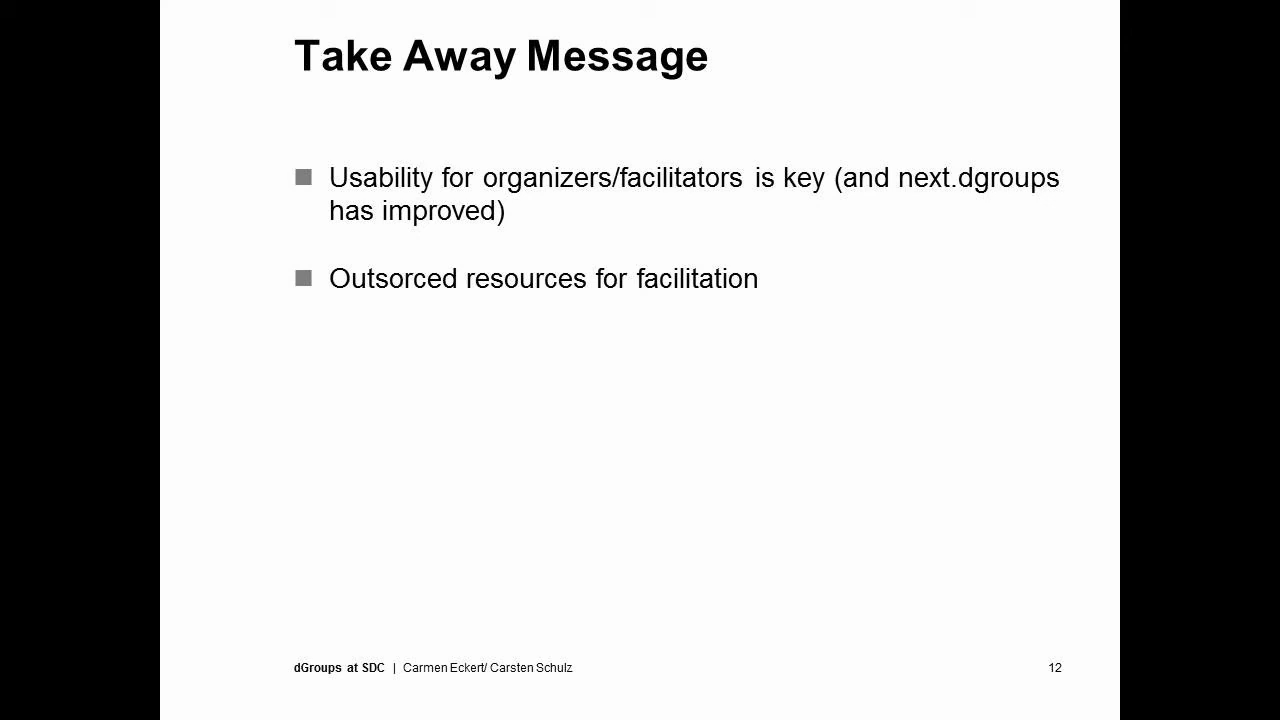 Take Away Message
Usability for organizers/facilitators is key (and next.dgroups
has improved)
Outsorced resources for facilitation
dGroups at SDC | Carmen Eckert/ Carsten Schulz
12